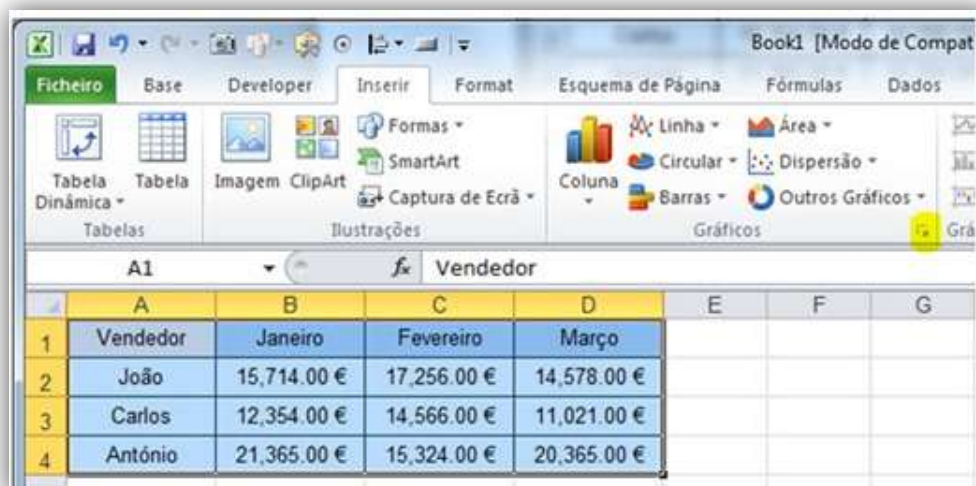 Book1 [Modo de Compat
Ficheiro Base Developer Inserir Format Esquema de Página Fórmulas Dados
Tabela Dinâmica Tabela Imagem ClipArt Formas SmartArt Captura de Ecrã Coluna Linha Circular Barras Área Dispersão Outros Gráficos
Tabelas Ilustrações Gráficos Grá
A1 fx Vendedor
A B C D E F G
1 Vendedor Janeiro Fevereiro Março
2 João 15,714.00 € 17,256.00 € 14,578.00 €
3 Carlos 12,354.00 € 14,566.00 € 11,021.00 €
4 António 21,365.00 € 15,324.00 € 20,365.00 €